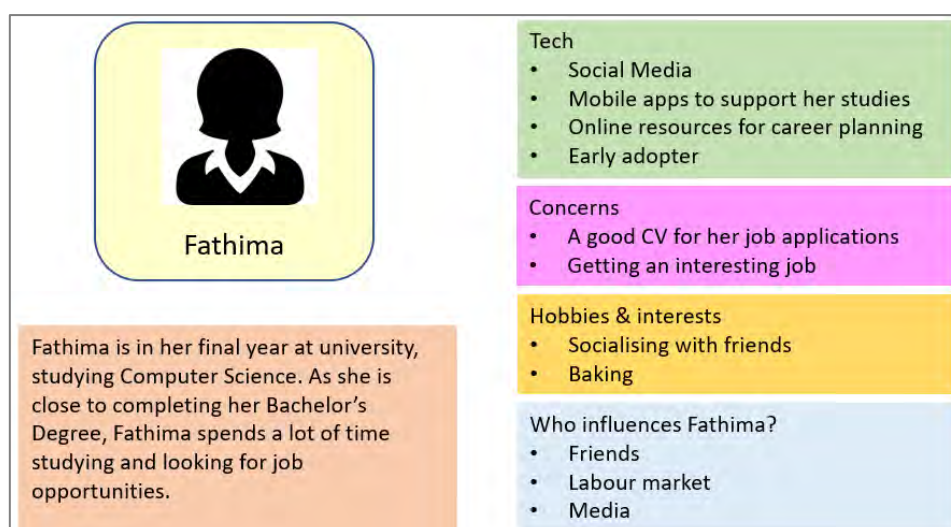 Fathima
Fathima is in her final year at university,
studying Computer Science. As she is
close to completing her Bachelor's
Degree, Fathima spends a lot of time
studying and looking for job
opportunities.
Tech
• Social Media
• Mobile apps to support her studies
• Online resources for career planning
• Early adopter
Concerns
• A good CV for her job applications
• Getting an interesting job
Hobbies & interests
• Socialising with friends
• Baking
Who influences Fathima?
• Friends
• Labour market
• Media